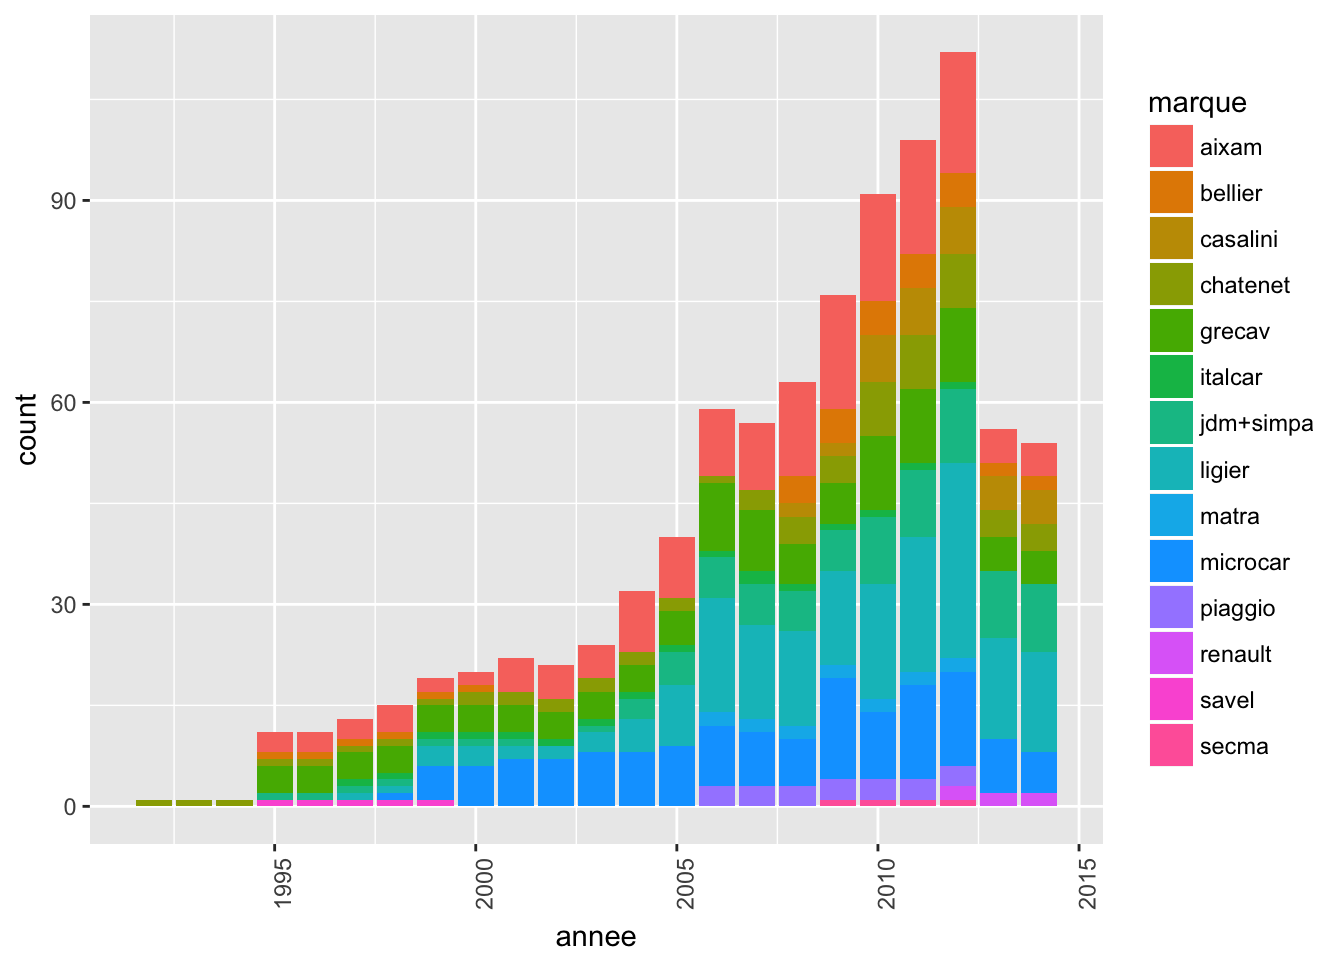 count
90
60
30
0
1995
2000
2005
2010
2015
annee
marque
aixam
bellier
casalini
chatenet
grecav
italcar
jdm+simpa
ligier
matra
microcar
piaggio
renault
savel
secma